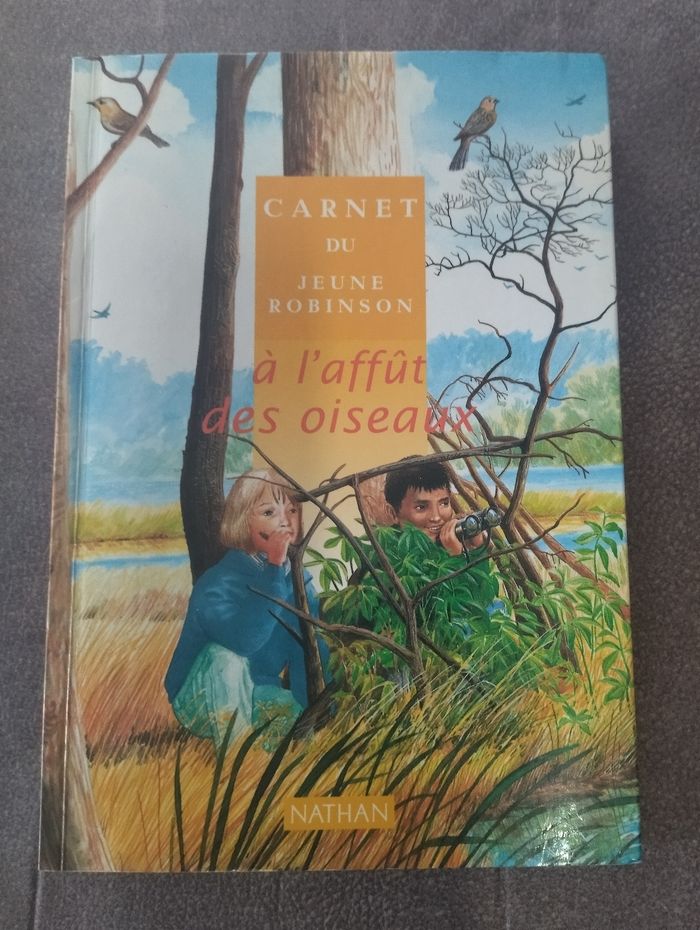 CARNET
DU
JEUNE
ROBINSON
à l'affût
des oiseaux
NATHAN